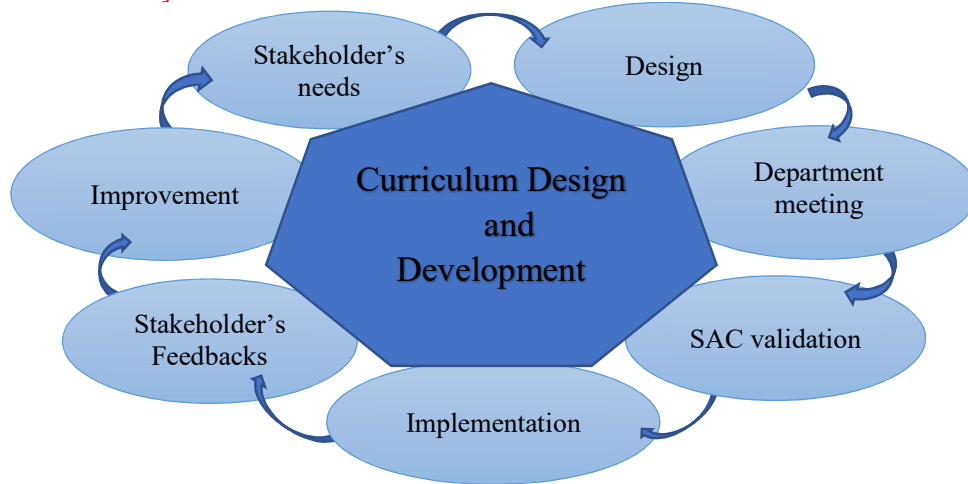 Stakeholder's
needs
Design
Department
meeting
SAC validation
Implementation
Stakeholder's
Feedbacks
Improvement
Curriculum Design
and
Development